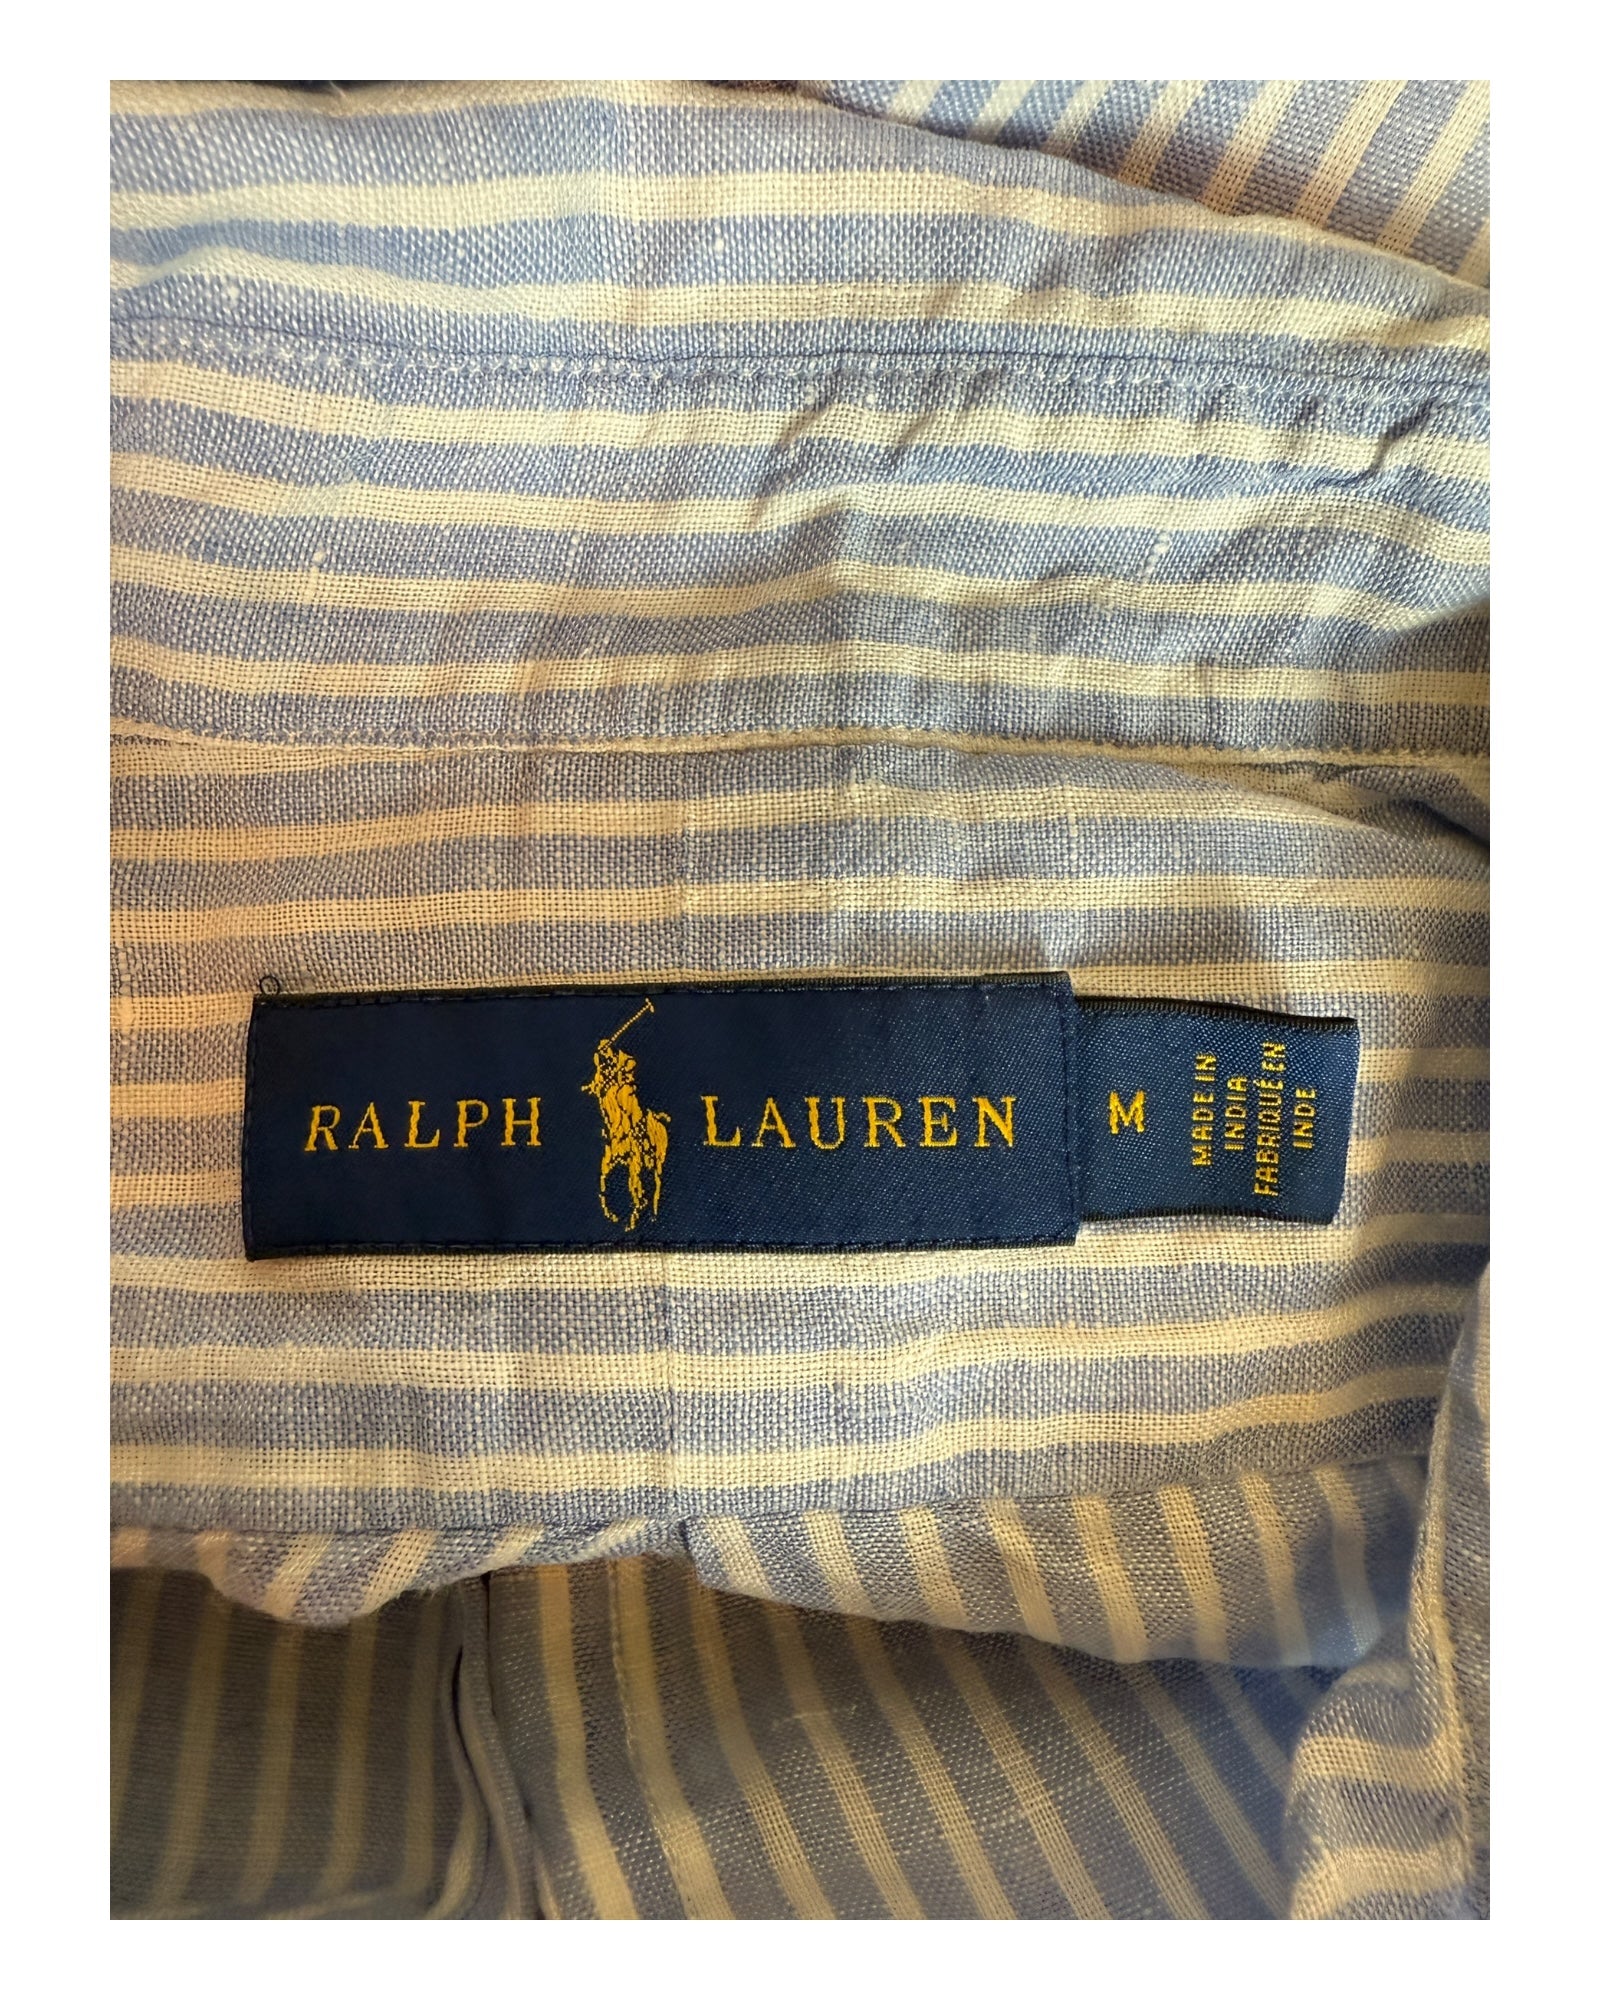 RALPH LAUREN
M
MADE IN
INDIA
FABRIQUÉ EN
INDE